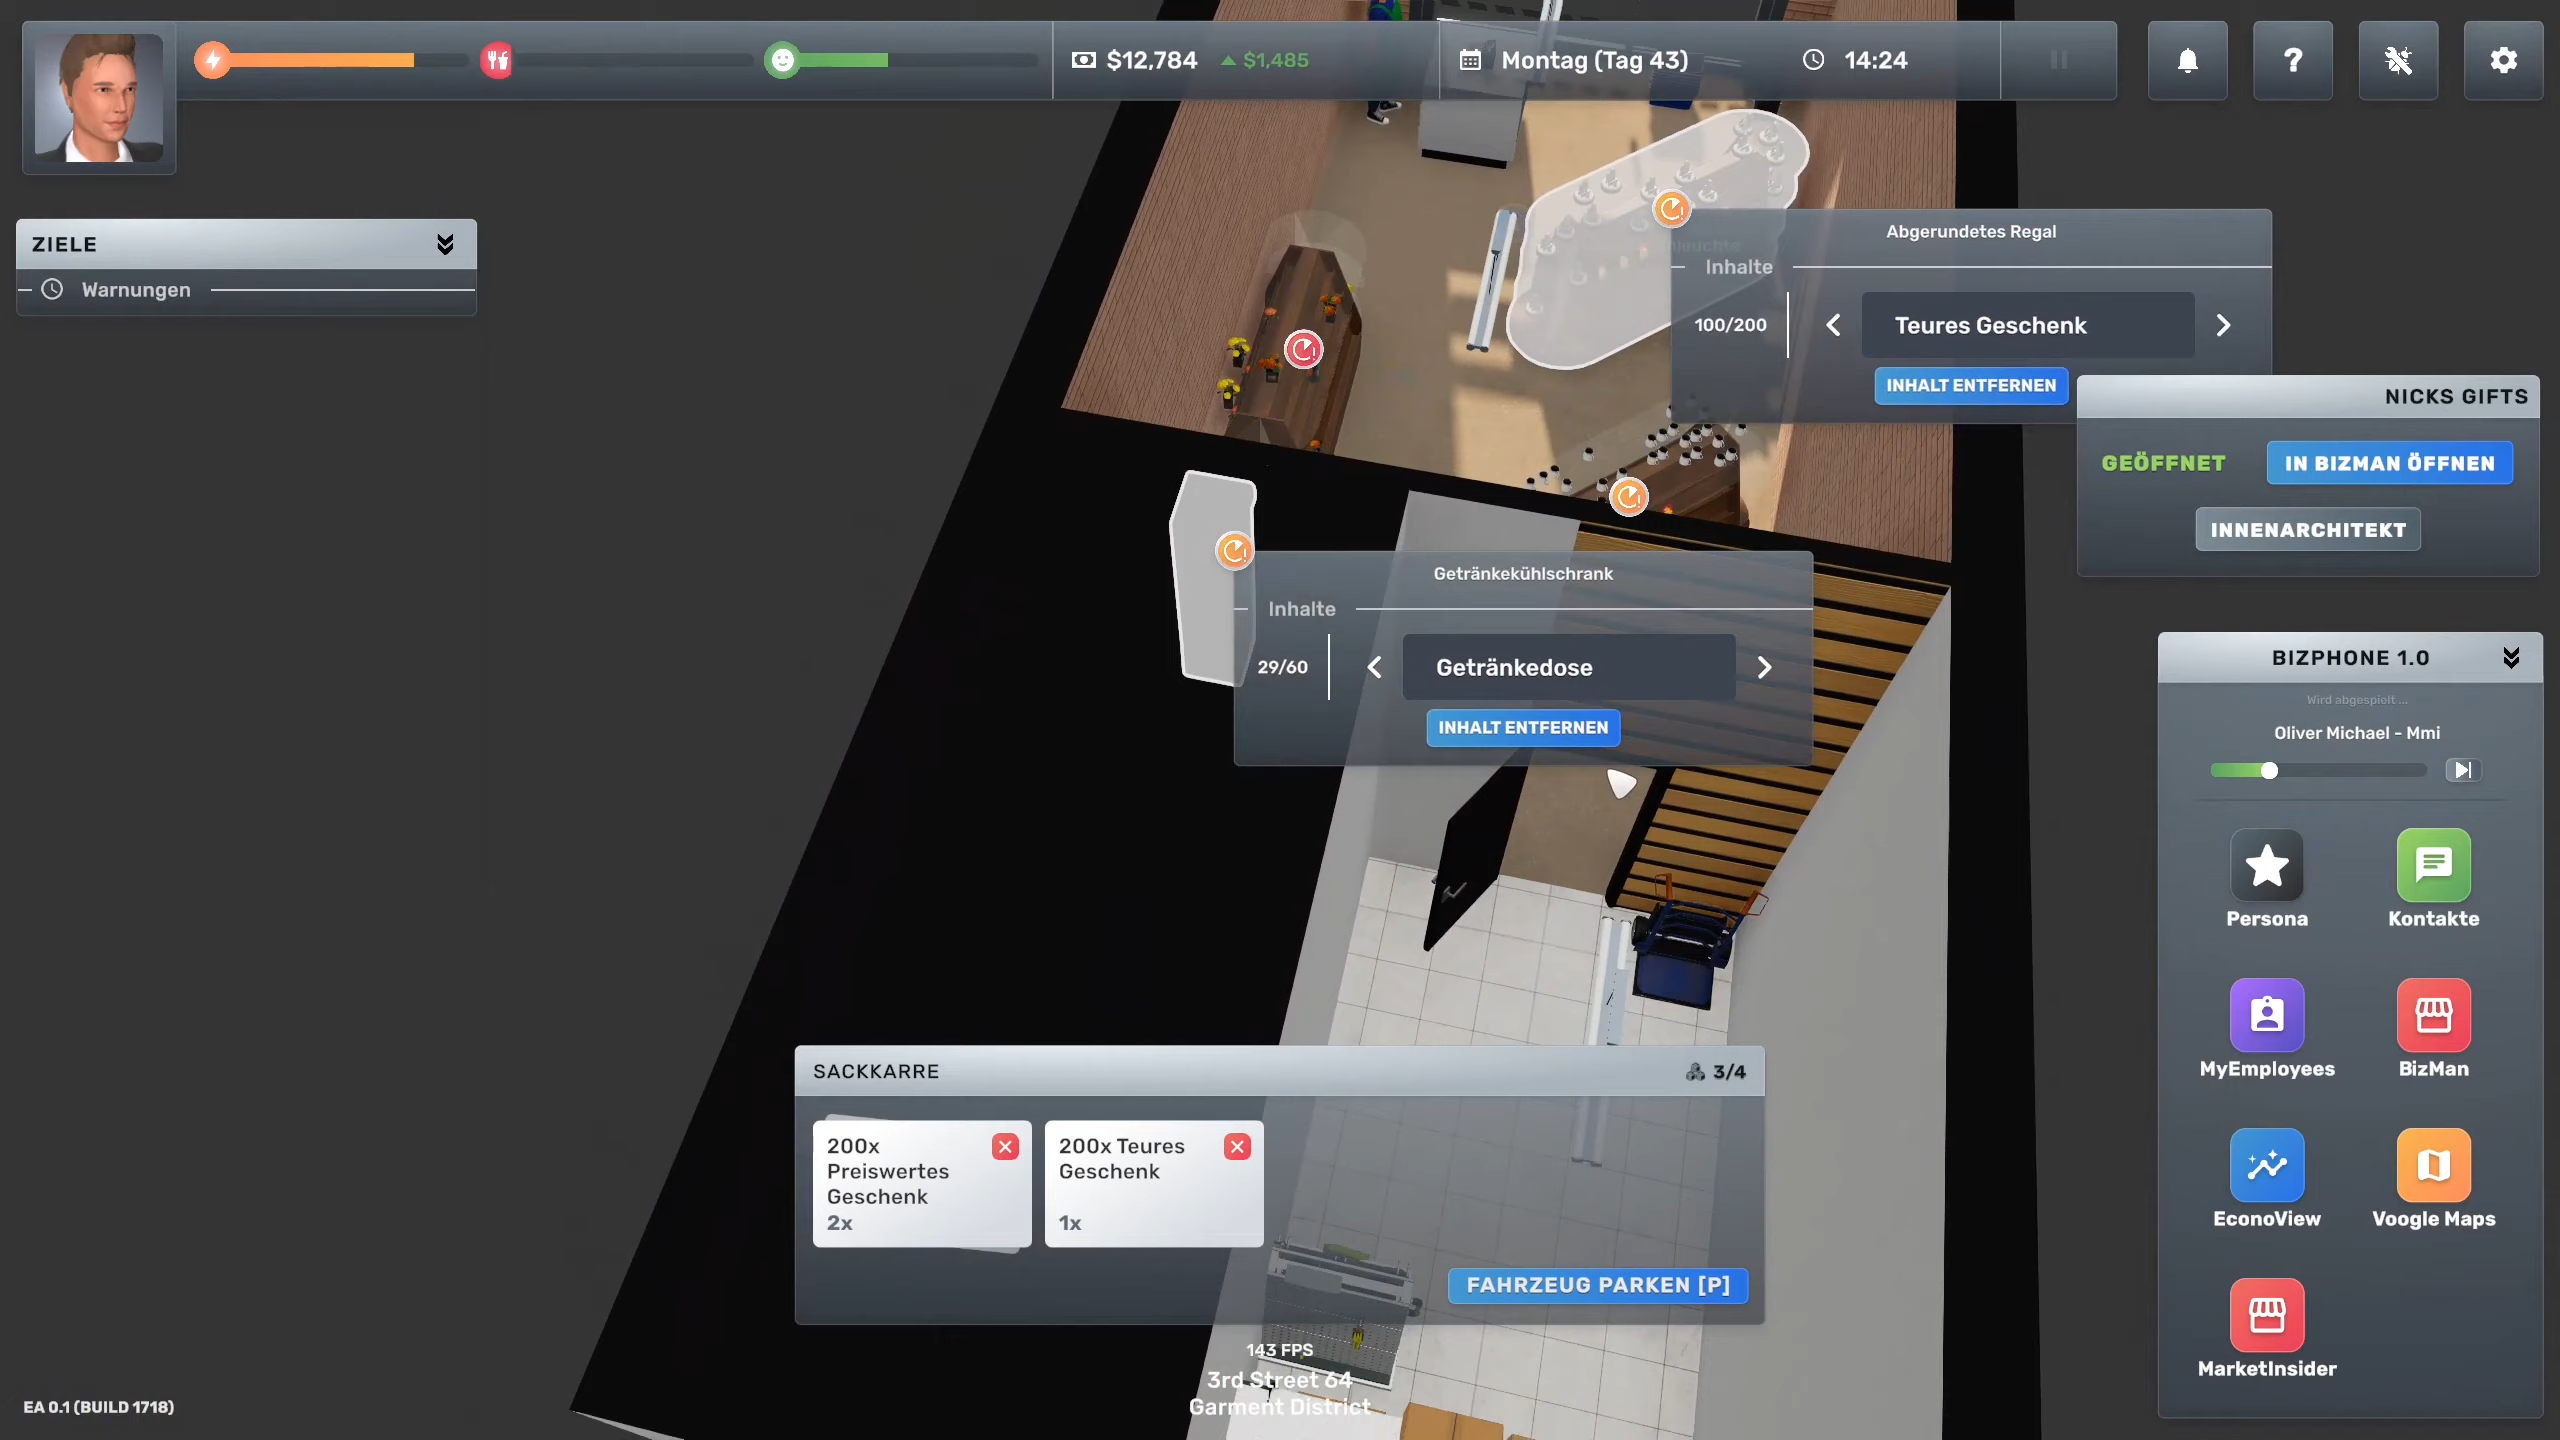 $12,784
$1,485
Montag (Tag 43)
14:24
ZIELE
Warnungen
Abgerundetes Regal
Inhalte
100/200
Teures Geschenk
INHALT ENTFERNEN
NICKS GIFTS
GEÖFFNET
IN BIZMAN ÖFFNEN
INNENARCHITEKT
Getränkekühlschrank
Inhalte
29/60
Getränkedose
INHALT ENTFERNEN
BIZPHONE 1.0
Wird abgespielt ...
Oliver Michael - Mmi
Persona
Kontakte
MyEmployees
BizMan
EconoView
Voogle Maps
MarketInsider
SACKKARRE
3/4
200x
Preiswertes
Geschenk
2x
200x Teures
Geschenk
1x
FAHRZEUG PARKEN [P]
143 FPS
3rd Street 64
Garment District
EA 0.1 (BUILD 1718)